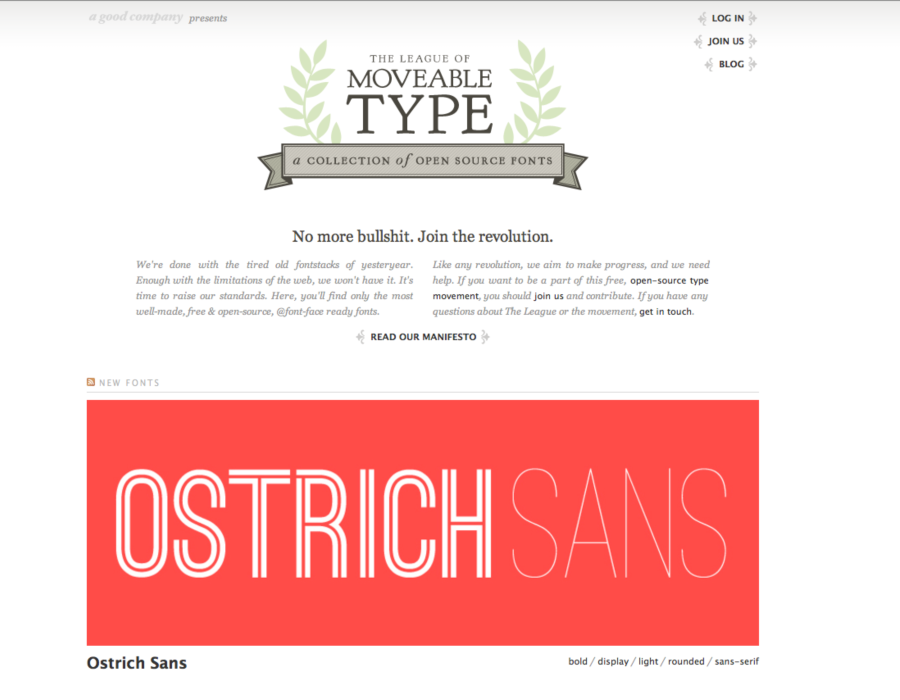 a good company presents
LOG IN
JOIN US
BLOG
THE LEAGUE OF
MOVEABLE
TYPE
a COLLECTION of OPEN SOURCE FONTS
No more bullshit. Join the revolution.
We're done with the tired old fontstacks of yesteryear.
Enough with the limitations of the web, we won't have it. It's
time to raise our standards. Here, you'll find only the most
well-made, free & open-source, @font-face ready fonts.
Like any revolution, we aim to make progress, and we need
help. If you want to be a part of this free, open-source type
movement, you should join us and contribute. If you have any
questions about The League or the movement, get in touch.
READ OUR MANIFESTO
NEW FONTS
OSTRICH SANS
Ostrich Sans
bold / display / light / rounded / sans-serif